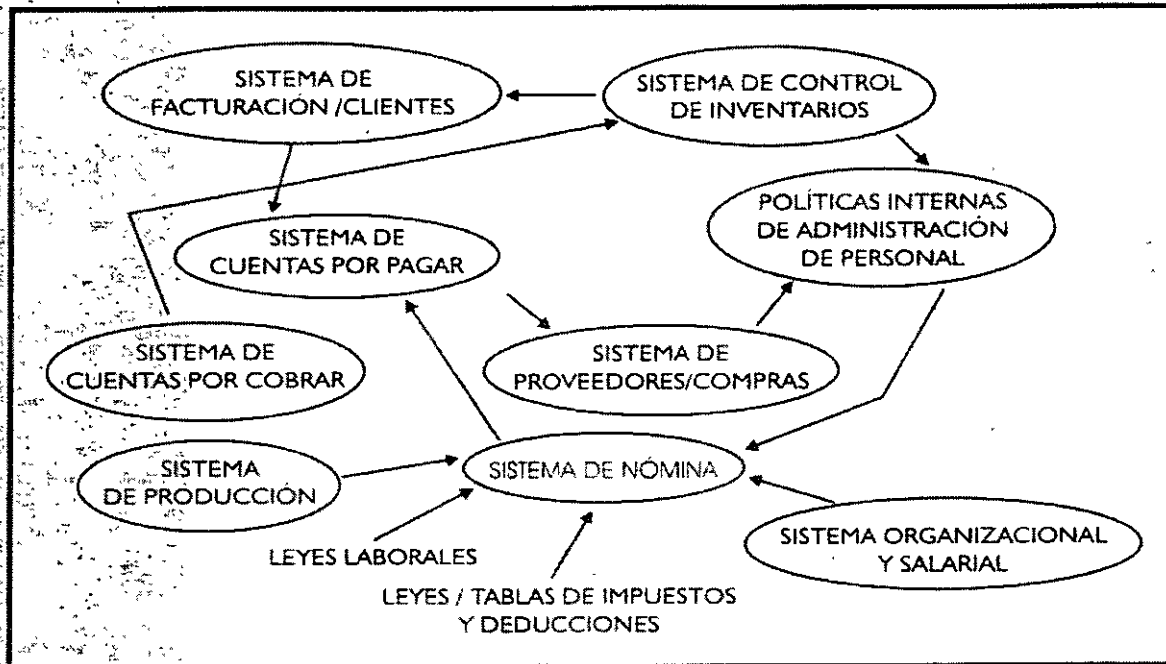 SISTEMA DE
FACTURACIÓN /CLIENTES
SISTEMA DE CONTROL
DE INVENTARIOS
POLÍTICAS INTERNAS
DE ADMINISTRACIÓN
DE PERSONAL
SISTEMA DE
CUENTAS POR PAGAR
SISTEMA DE
CUENTAS POR COBRAR
SISTEMA DE
PROVEEDORES/COMPRAS
SISTEMA
DE PRODUCCIÓN
SISTEMA DE NÓMINA
SISTEMA ORGANIZACIONAL
Y SALARIAL
LEYES LABORALES
LEYES / TABLAS DE IMPUESTOS
Y DEDUCCIONES